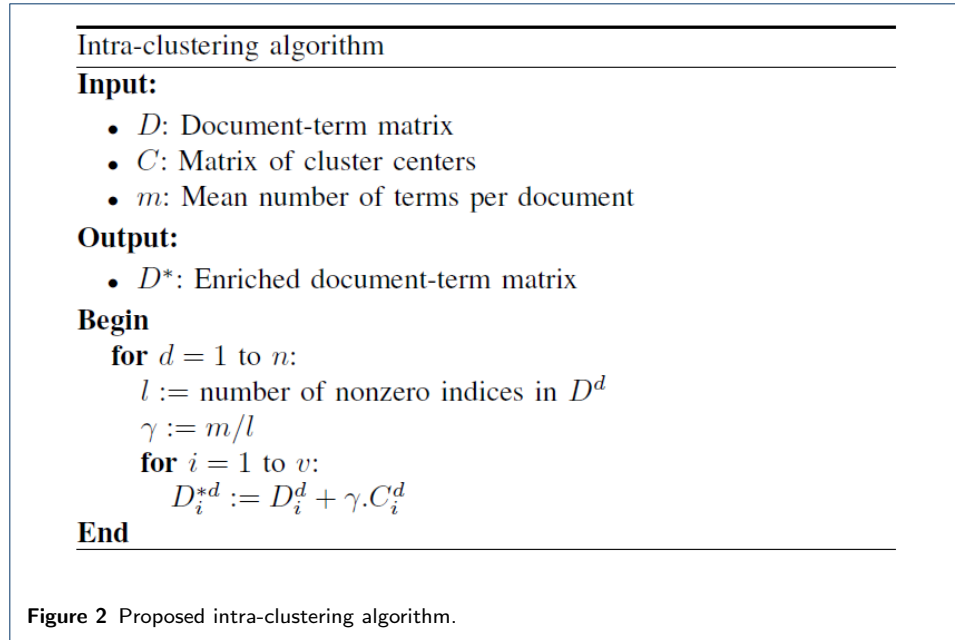 Intra-clustering algorithm
Input:
• D: Document-term matrix
• C: Matrix of cluster centers
• m: Mean number of terms per document
Output:
• D*: Enriched document-term matrix
Begin
for d = 1 to n:
l := number of nonzero indices in D^d
γ := m/l
for i = 1 to v:
D_i^{*d} := D_i^d + γ.C_i^d
End
Figure 2 Proposed intra-clustering algorithm.